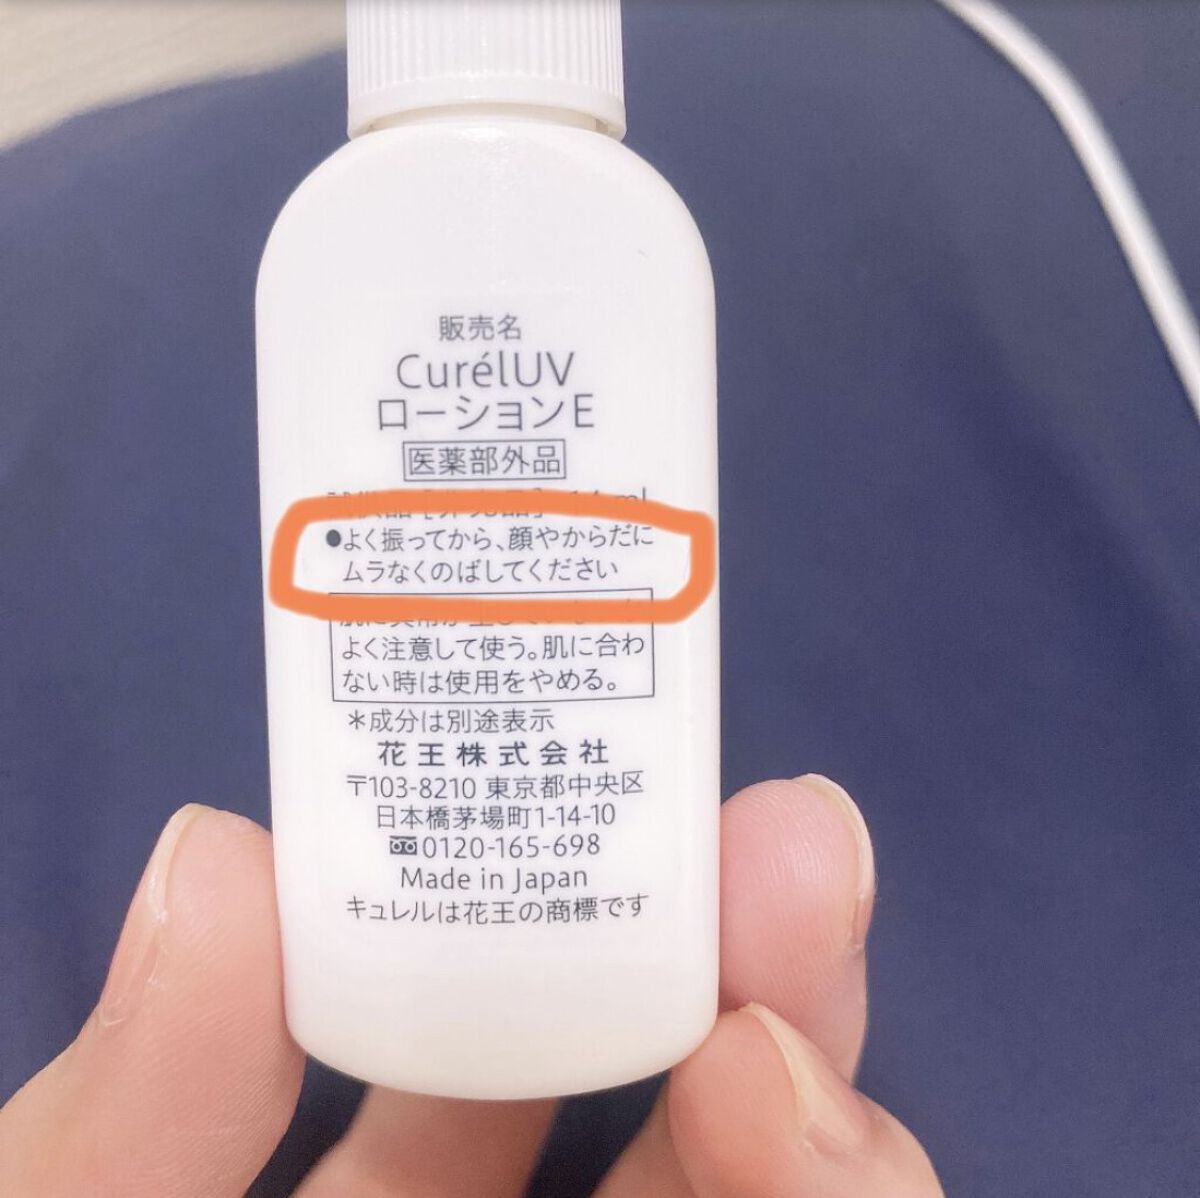 販売名
CurélUV
ローションE
医薬部外品
●よく振ってから、顔やからだに
ムラなくのばしてください
よく注意して使う。肌に合わ
ない時は使用をやめる。
＊成分は別途表示
花王株式会社
〒103-8210 東京都中央区
日本橋茅場町1-14-10
0120-165-698
Made in Japan
キュレルは花王の商標です